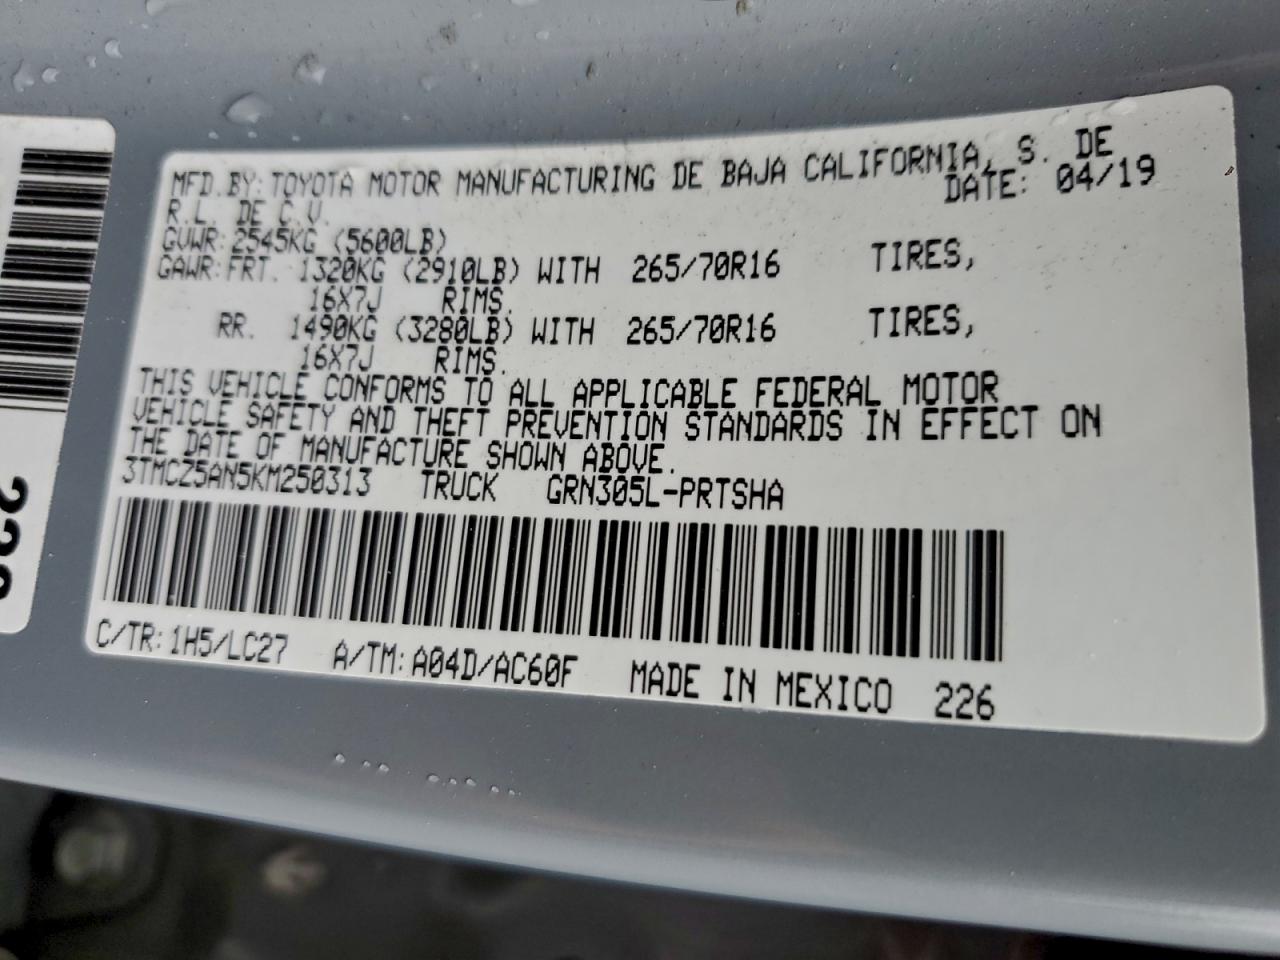 MFD.BY:TOYOTA MOTOR MANUFACTURING DE BAJA CALIFORNIA, S. DE
R.L. DE C.V. DATE: 04/19
GVWR:2545KG (5600LB)
GAWR:FRT. 1320KG (2910LB) WITH 265/70R16 TIRES,
16X7J RIMS.
RR. 1490KG (3280LB) WITH 265/70R16 TIRES,
16X7J RIMS.
THIS VEHICLE CONFORMS TO ALL APPLICABLE FEDERAL MOTOR
VEHICLE SAFETY AND THEFT PREVENTION STANDARDS IN EFFECT ON
THE DATE OF MANUFACTURE SHOWN ABOVE.
3TMCZ5AN5KM250313 TRUCK GRN305L-PRTSHA
C/TR:1H5/LC27 A/TM:A04D/AC60F MADE IN MEXICO 226